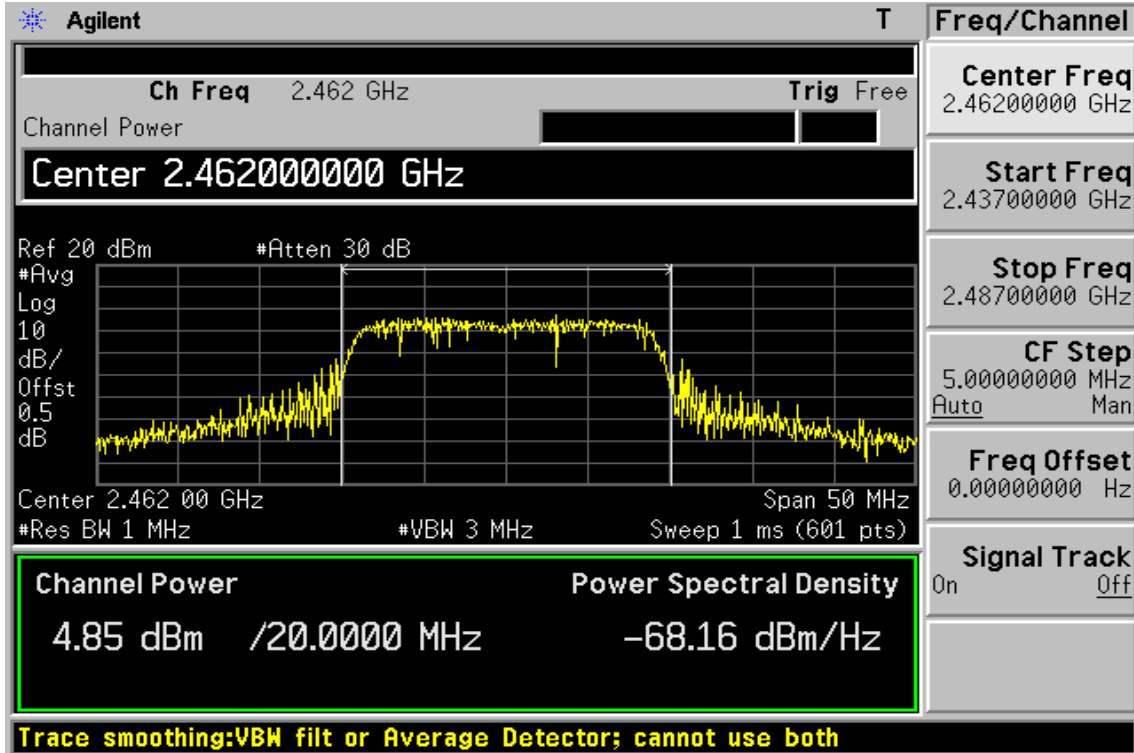 Agilent T Freq/Channel
Ch Freq 2.462 GHz Trig Free
Channel Power
Center 2.462000000 GHz
Ref 20 dBm #Atten 30 dB
#Avg
Log
10
dB/
Offst
0.5
dB
Center 2.462 00 GHz Span 50 MHz
#Res BW 1 MHz #VBW 3 MHz Sweep 1 ms (601 pts)
Channel Power Power Spectral Density
4.85 dBm /20.0000 MHz -68.16 dBm/Hz
Trace smoothing:VBW filt or Average Detector; cannot use both
Center Freq
2.46200000 GHz
Start Freq
2.43700000 GHz
Stop Freq
2.48700000 GHz
CF Step
5.00000000 MHz
Auto Man
Freq Offset
0.00000000 Hz
Signal Track
On Off